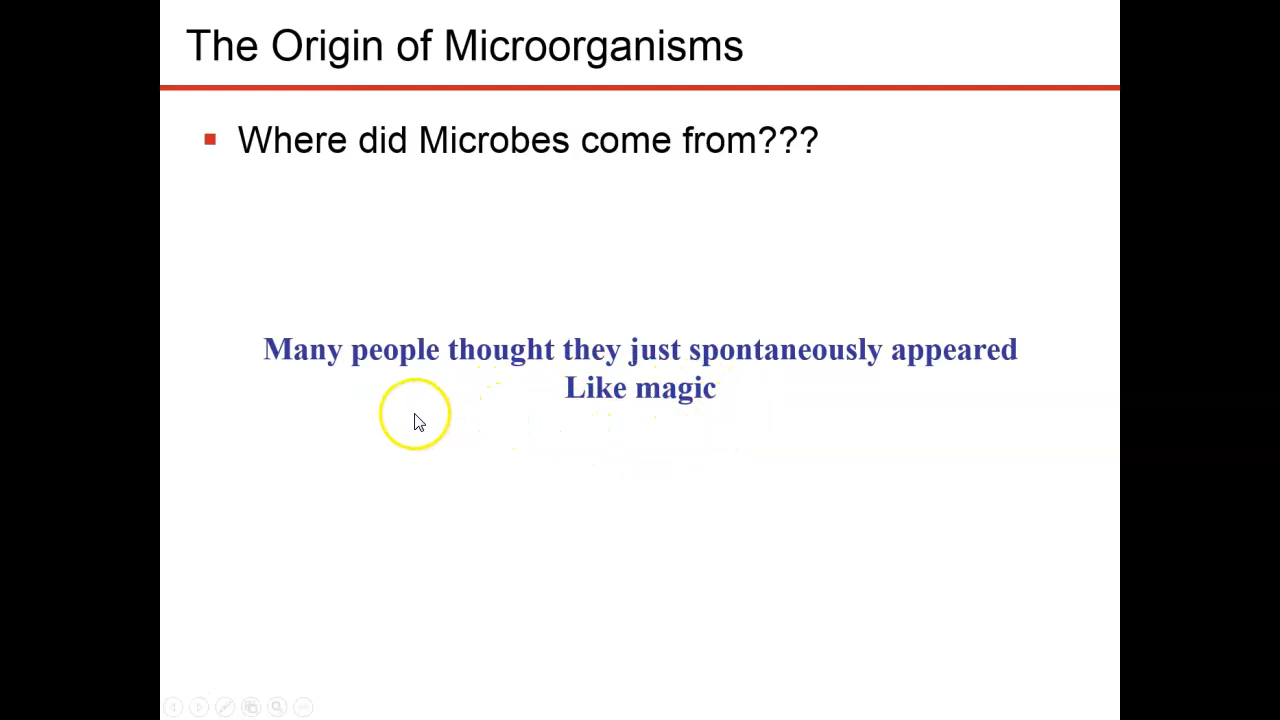 The Origin of Microorganisms
Where did Microbes come from???
Many people thought they just spontaneously appeared
Like magic